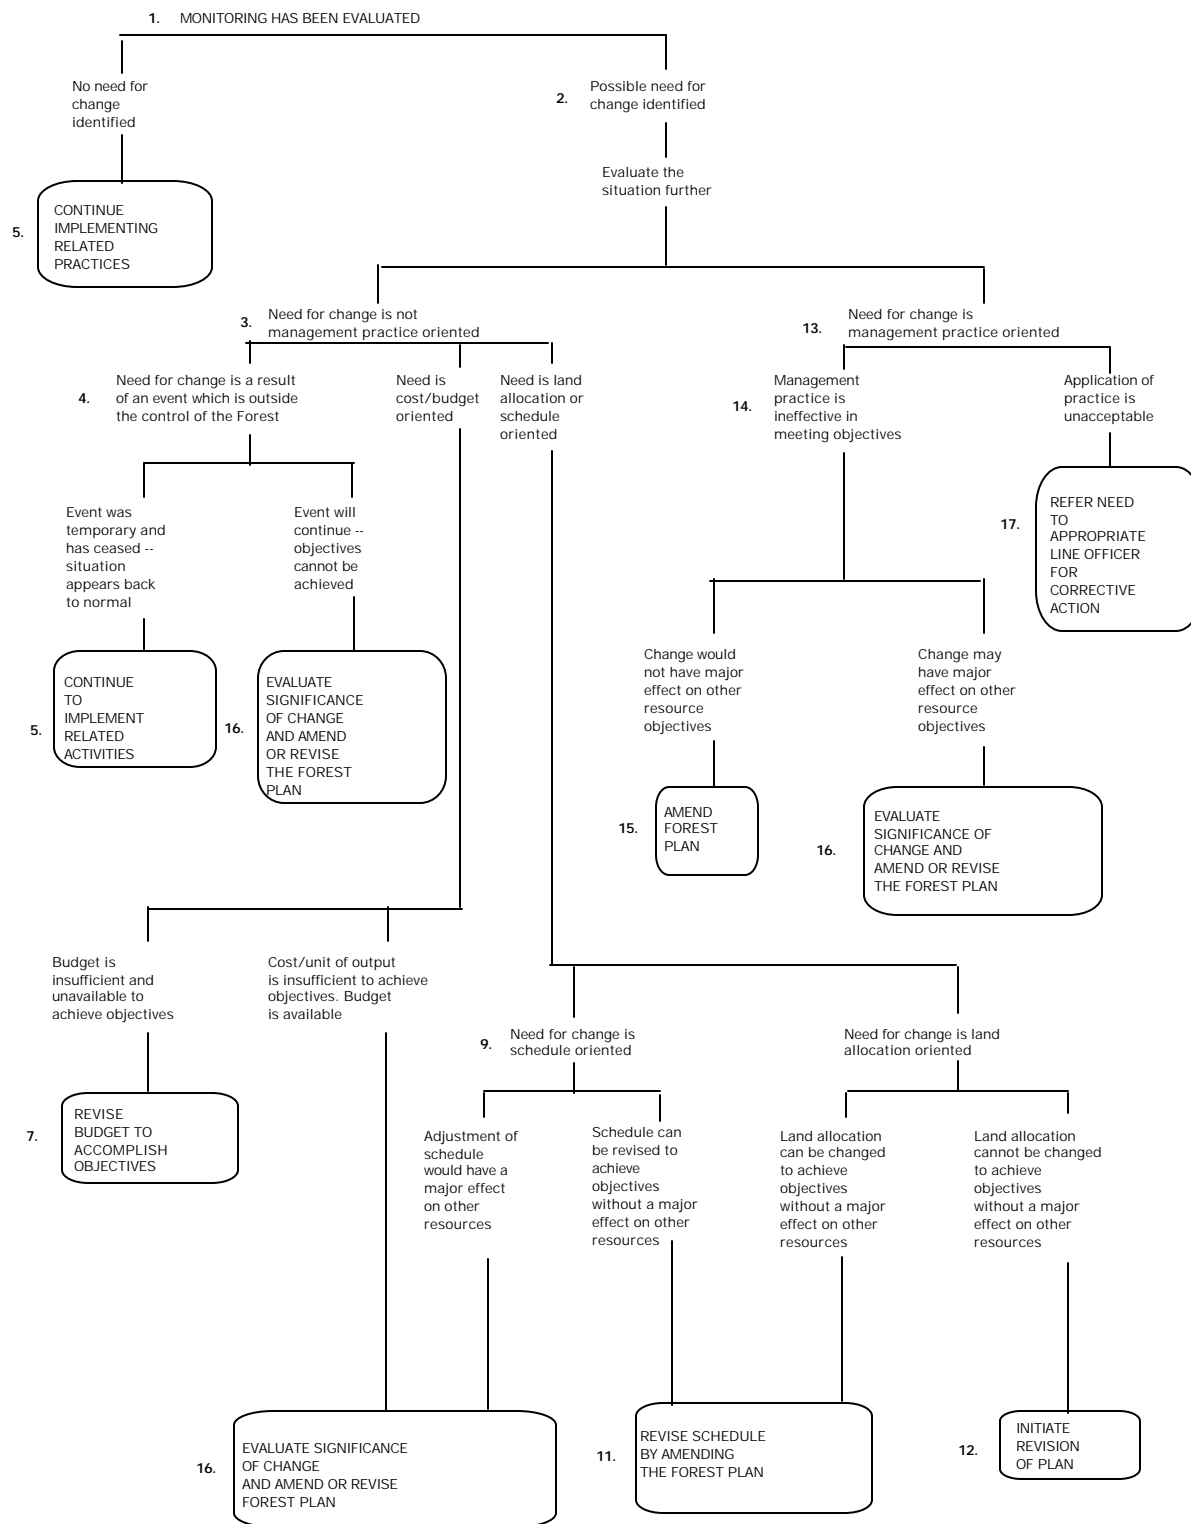 1. MONITORING HAS BEEN EVALUATED
No need for
change
identified
2. Possible need for
change identified
Evaluate the
situation further
5. CONTINUE
IMPLEMENTING
RELATED
PRACTICES
3. Need for change is not
management practice oriented
13. Need for change is
management practice oriented
4. Need for change is a result
of an event which is outside
the control of the Forest
Need is
cost/budget
oriented
Need is land
allocation or
schedule
oriented
14. Management
practice is
ineffective in
meeting objectives
Application of
practice is
unacceptable
Event was
temporary and
has ceased --
situation
appears back
to normal
Event will
continue --
objectives
cannot be
achieved
17. REFER NEED
TO
APPROPRIATE
LINE OFFICER
FOR
CORRECTIVE
ACTION
5. CONTINUE
TO
IMPLEMENT
RELATED
ACTIVITIES
16. EVALUATE
SIGNIFICANCE
OF CHANGE
AND AMEND
OR REVISE
THE FOREST
PLAN
Change would
not have major
effect on other
resource
objectives
Change may
have major
effect on other
resource
objectives
15. AMEND
FOREST
PLAN
16. EVALUATE
SIGNIFICANCE OF
CHANGE AND
AMEND OR REVISE
THE FOREST PLAN
Budget is
insufficient and
unavailable to
achieve objectives
Cost/unit of output
is insufficient to achieve
objectives. Budget
is available
9. Need for change is
schedule oriented
Need for change is land
allocation oriented
7. REVISE
BUDGET TO
ACCOMPLISH
OBJECTIVES
Adjustment of
schedule
would have a
major effect
on other
resources
Schedule can
be revised to
achieve
objectives
without a major
effect on other
resources
Land allocation
can be changed
to achieve
objectives
without a major
effect on other
resources
Land allocation
cannot be changed
to achieve
objectives
without a major
effect on other
resources
16. EVALUATE SIGNIFICANCE
OF CHANGE
AND AMEND OR REVISE
FOREST PLAN
11. REVISE SCHEDULE
BY AMENDING
THE FOREST PLAN
12. INITIATE
REVISION
OF PLAN